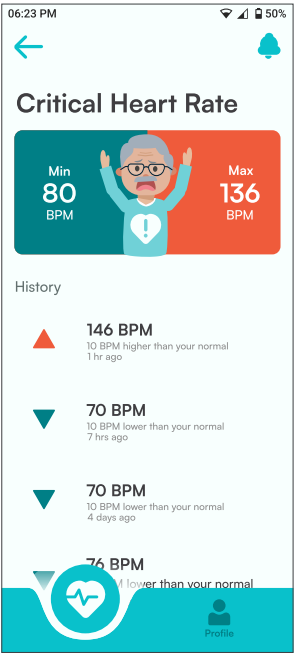 06:23 PM
50%
Critical Heart Rate
Min
80
BPM
Max
136
BPM
!
History
146 BPM
10 BPM higher than your normal
1 hr ago
70 BPM
10 BPM lower than your normal
7 hrs ago
70 BPM
10 BPM lower than your normal
4 days ago
76 BPM
lower than your normal
Profile